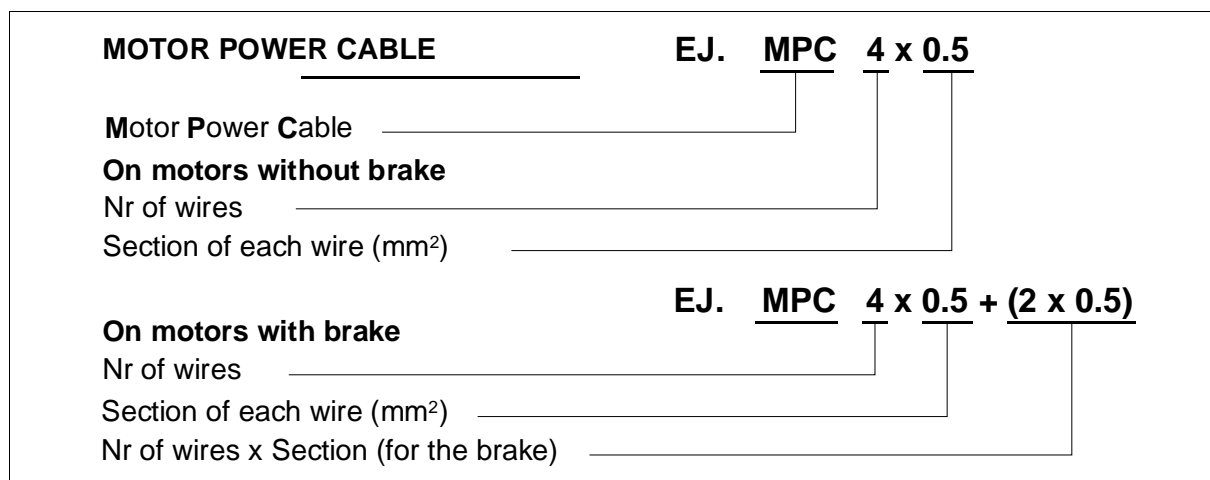 MOTOR POWER CABLE EJ. MPC 4 x 0.5
Motor Power Cable
On motors without brake
Nr of wires
Section of each wire (mm²)
EJ. MPC 4 x 0.5 + (2 x 0.5)
On motors with brake
Nr of wires
Section of each wire (mm²)
Nr of wires x Section (for the brake)